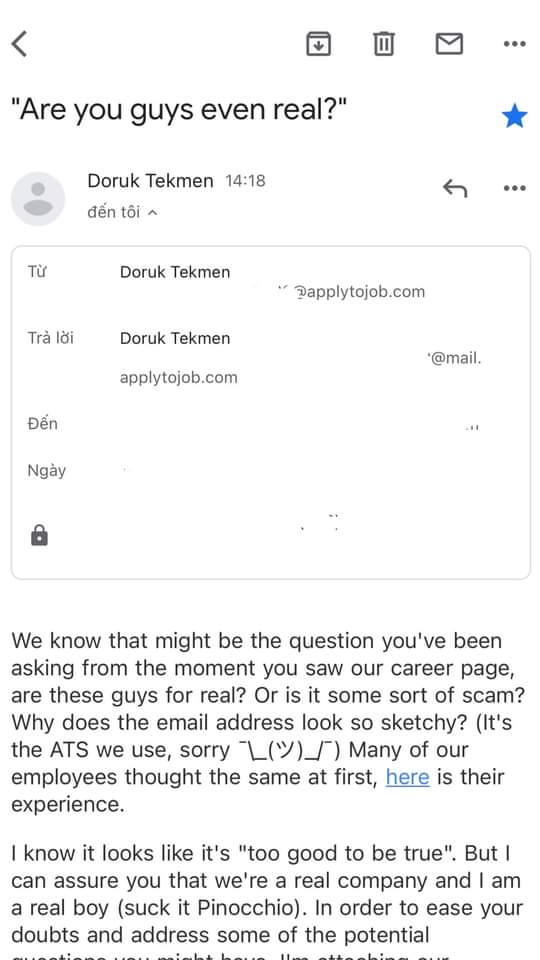 "Are you guys even real?"
Doruk Tekmen 14:18
đến tôi
Từ Doruk Tekmen
@applytojob.com
Trả lời Doruk Tekmen
@mail.
applytojob.com
Đến
Ngày
We know that might be the question you've been
asking from the moment you saw our career page,
are these guys for real? Or is it some sort of scam?
Why does the email address look so sketchy? (It's
the ATS we use, sorry ¯\_(ツ)_/¯) Many of our
employees thought the same at first, here is their
experience.
I know it looks like it's "too good to be true". But I
can assure you that we're a real company and I am
a real boy (suck it Pinocchio). In order to ease your
doubts and address some of the potential
questions you might have, I'm attaching our